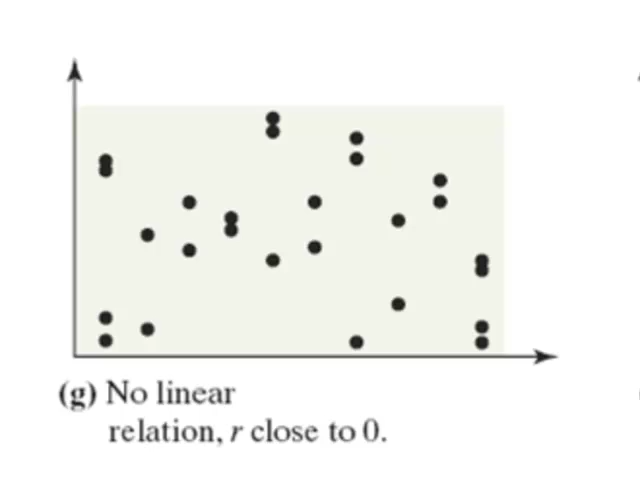 (g) No linear
relation, r close to 0.